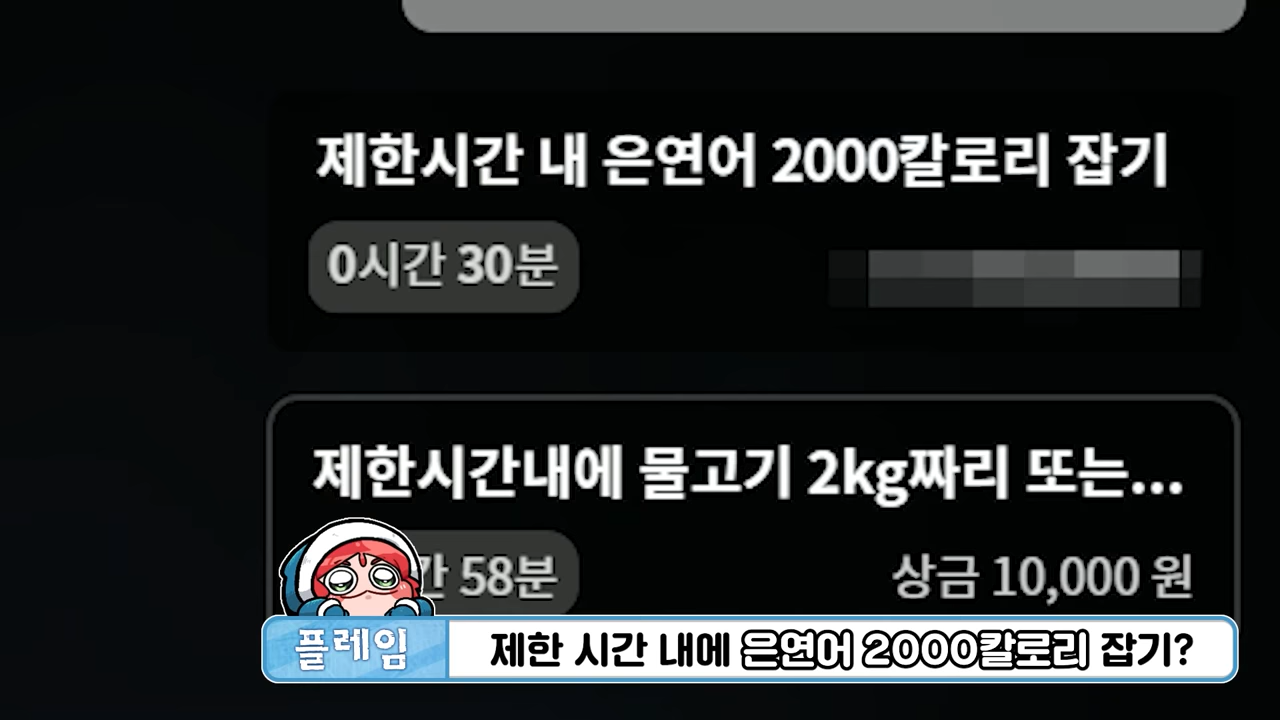 제한시간 내 은연어 2000칼로리 잡기
0시간 30분
제한시간내에 물고기 2kg짜리 또는...
간 58분
상금 10,000 원
플레임
제한 시간 내에 은연어 2000칼로리 잡기?